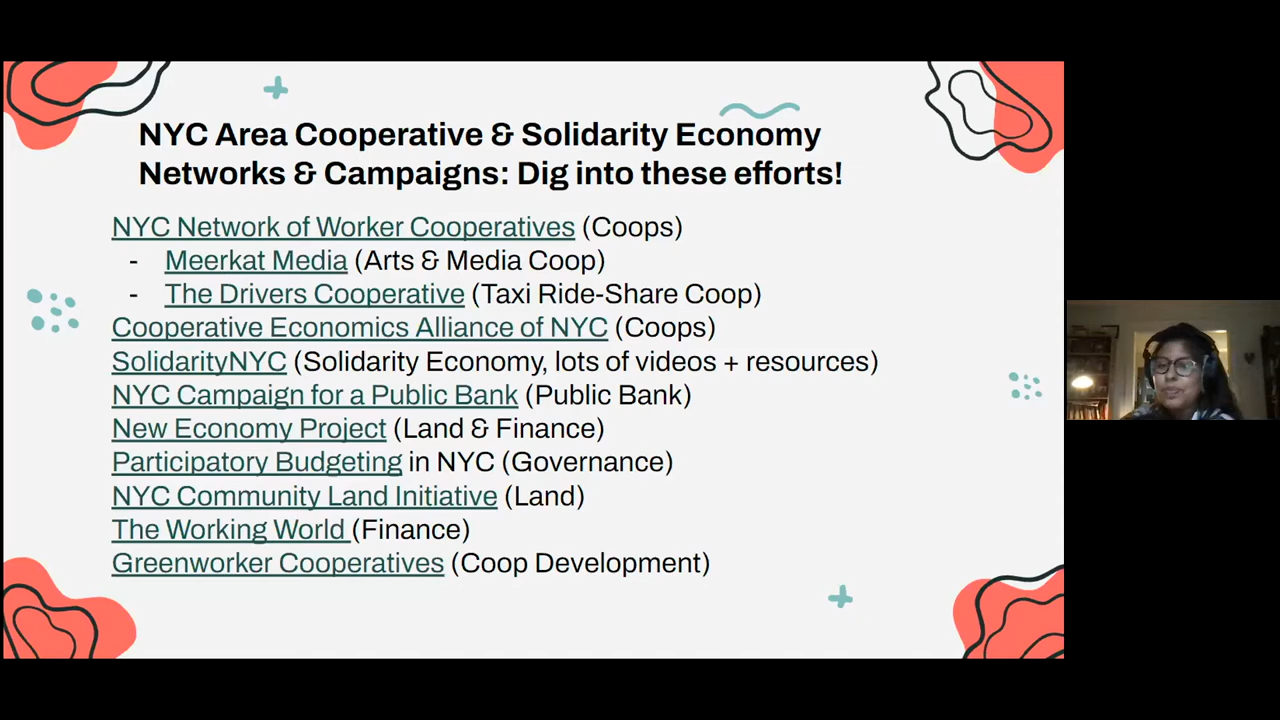 NYC Area Cooperative & Solidarity Economy
Networks & Campaigns: Dig into these efforts!
NYC Network of Worker Cooperatives (Coops)
- Meerkat Media (Arts & Media Coop)
- The Drivers Cooperative (Taxi Ride-Share Coop)
Cooperative Economics Alliance of NYC (Coops)
SolidarityNYC (Solidarity Economy, lots of videos + resources)
NYC Campaign for a Public Bank (Public Bank)
New Economy Project (Land & Finance)
Participatory Budgeting in NYC (Governance)
NYC Community Land Initiative (Land)
The Working World (Finance)
Greenworker Cooperatives (Coop Development)